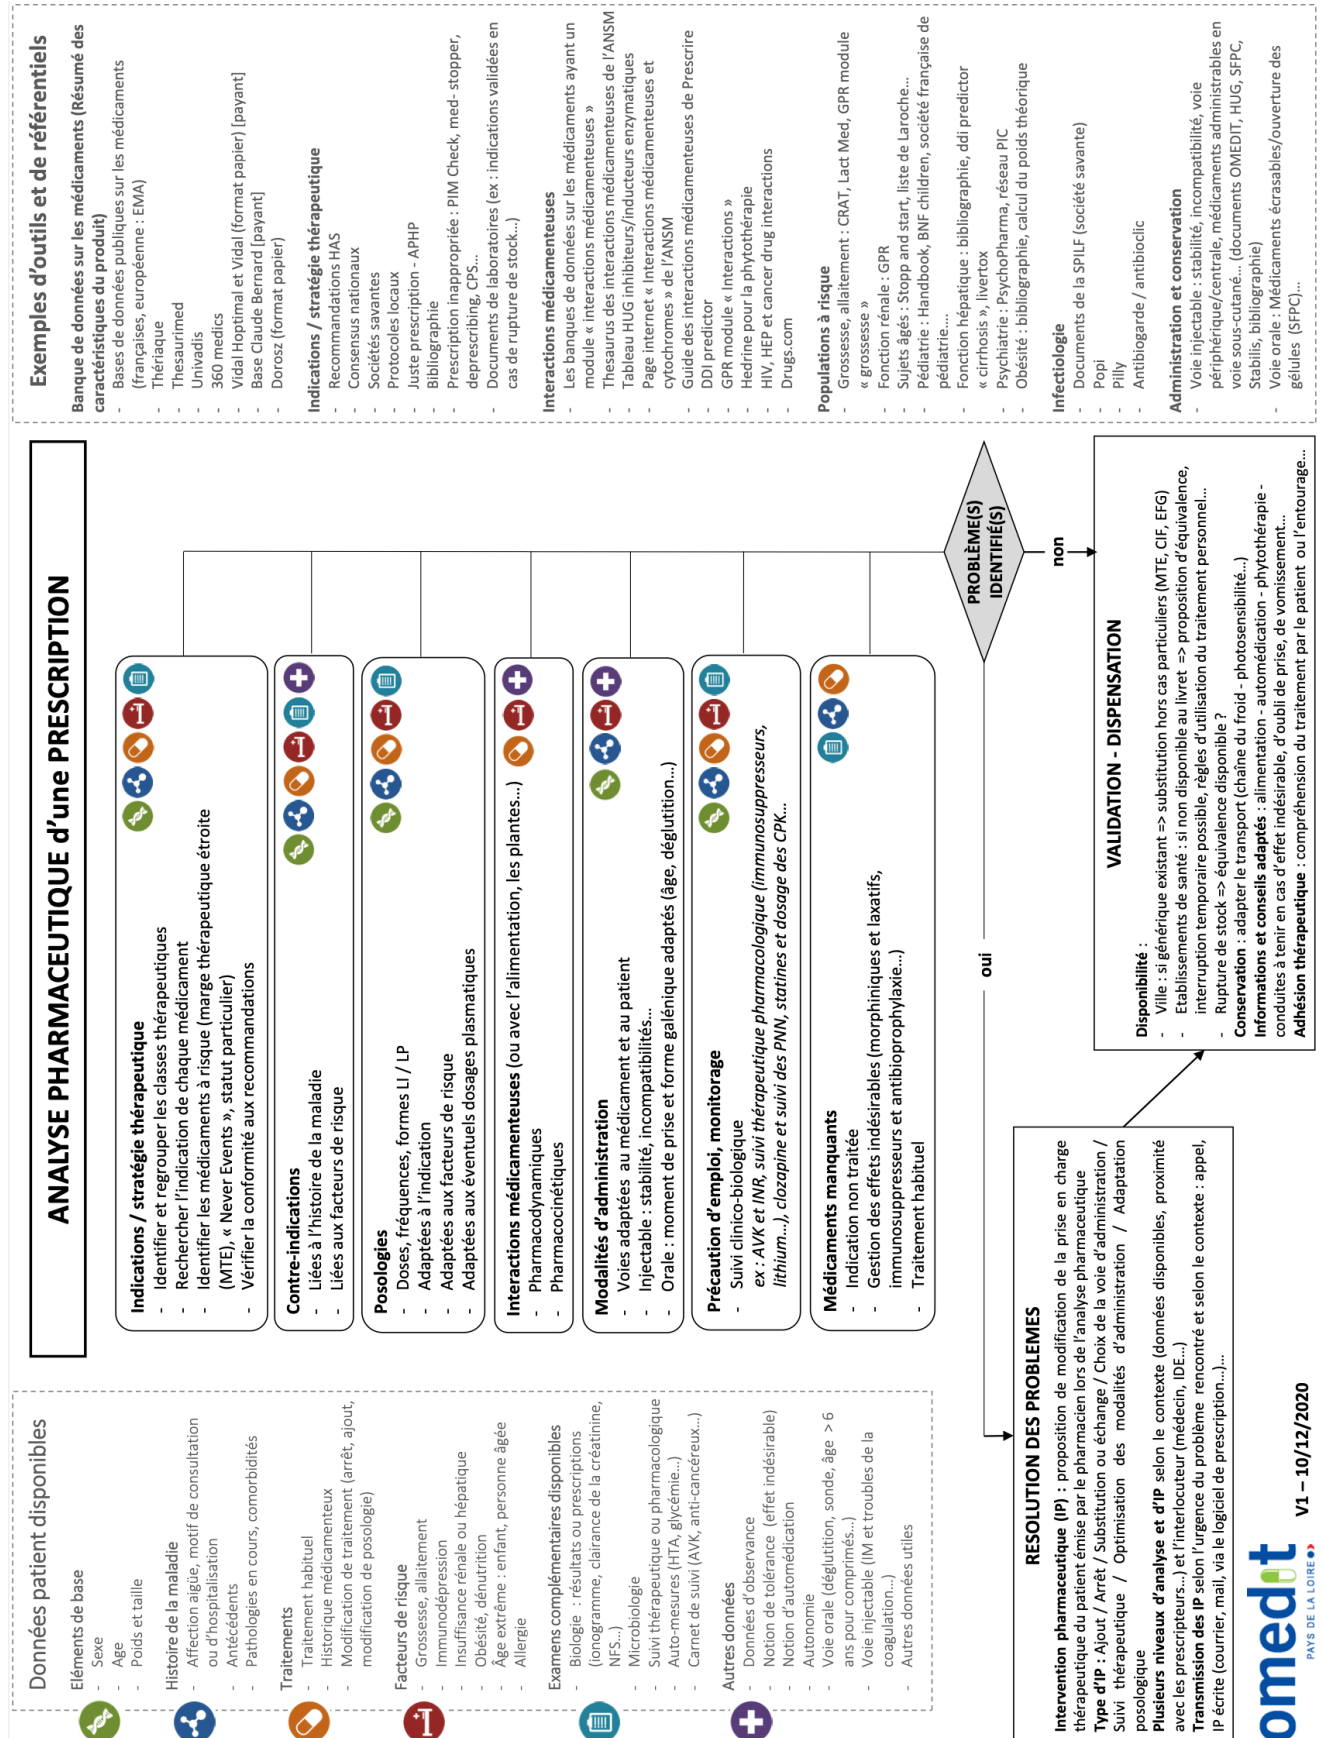 ANALYSE PHARMACEUTIQUE d'une PRESCRIPTION
Données patient disponibles
Eléments de base
- Sexe
- Age
- Poids et taille
Histoire de la maladie
- Affection aigüe, motif de consultation
ou d'hospitalisation
- Antécédents
- Pathologies en cours, comorbidités
Traitements
- Traitement habituel
- Historique médicamenteux
- Modification de traitement (arrêt, ajout,
modification de posologie)
Facteurs de risque
- Grossesse, allaitement
- Immunodépression
- Insuffisance rénale ou hépatique
- Obésité, dénutrition
- Âge extrême : enfant, personne âgée
- Allergie
Examens complémentaires disponibles
- Biologie : résultats ou prescriptions
(ionogramme, clairance de la créatinine,
NFS...)
- Microbiologie
- Suivi thérapeutique ou pharmacologique
- Auto-mesures (HTA, glycémie...)
- Carnet de suivi (AVK, anti-cancéreux...)
Autres données
- Données d'observance
- Notion de tolérance (effet indésirable)
- Notion d'automédication
- Autonomie
- Voie orale (déglutition, sonde, âge > 6
ans pour comprimés...)
- Voie injectable (IM et troubles de la
coagulation...)
- Autres données utiles
Indications / stratégie thérapeutique
- Identifier et regrouper les classes thérapeutiques
- Rechercher l'indication de chaque médicament
- Identifier les médicaments à risque (marge thérapeutique étroite
(MTE), « Never Events », statut particulier)
- Vérifier la conformité aux recommandations
Contre-indications
- Liées à l'histoire de la maladie
- Liées aux facteurs de risque
Posologies
- Doses, fréquences, formes LI / LP
- Adaptées à l'indication
- Adaptées aux facteurs de risque
- Adaptées aux éventuels dosages plasmatiques
Interactions médicamenteuses (ou avec l'alimentation, les plantes...)
- Pharmacodynamiques
- Pharmacocinétiques
Modalités d'administration
- Voies adaptées au médicament et au patient
- Injectable : stabilité, incompatibilités...
- Orale : moment de prise et forme galénique adaptés (âge, déglutition...)
Précaution d'emploi, monitorage
- Suivi clinico-biologique
ex : AVK et INR, suivi thérapeutique pharmacologique (immunosuppresseurs,
lithium...), clozapine et suivi des PNN, statines et dosage des CPK...
Médicaments manquants
- Indication non traitée
- Gestion des effets indésirables (morphiniques et laxatifs,
immunosuppresseurs et antibioprophylaxie...)
- Traitement habituel
PROBLÈME(S)
IDENTIFIÉ(S)
oui
non
RESOLUTION DES PROBLEMES
Intervention pharmaceutique (IP) : proposition de modification de la prise en charge
thérapeutique du patient émise par le pharmacien lors de l'analyse pharmaceutique
Type d'IP : Ajout / Arrêt / Substitution ou échange / Choix de la voie d'administration /
Suivi thérapeutique / Optimisation des modalités d'administration / Adaptation
posologique
Plusieurs niveaux d'analyse et d'IP selon le contexte (données disponibles, proximité
avec les prescripteurs...) et l'interlocuteur (médecin, IDE...)
Transmission des IP selon l'urgence du problème rencontré et selon le contexte : appel,
IP écrite (courrier, mail, via le logiciel de prescription...)...
VALIDATION - DISPENSATION
Disponibilité :
- Ville : si générique existant => substitution hors cas particuliers (MTE, CIF, EFG)
- Etablissements de santé : si non disponible au livret => proposition d'équivalence,
interruption temporaire possible, règles d'utilisation du traitement personnel...
- Rupture de stock => équivalence disponible ?
Conservation : adapter le transport (chaîne du froid - photosensibilité...)
Informations et conseils adaptés : alimentation - automédication - phytothérapie -
conduites à tenir en cas d'effet indésirable, d'oubli de prise, de vomissement...
Adhésion thérapeutique : compréhension du traitement par le patient ou l'entourage...
Exemples d'outils et de référentiels
Banque de données sur les médicaments (Résumé des
caractéristiques du produit)
- Bases de données publiques sur les médicaments
(françaises, européenne : EMA)
- Thériaque
- Thesaurimed
- Univadis
- 360 medics
- Vidal Hoptimal et Vidal (format papier) [payant]
- Base Claude Bernard [payant]
- Dorosz (format papier)
Indications / stratégie thérapeutique
- Recommandations HAS
- Consensus nationaux
- Sociétés savantes
- Protocoles locaux
- Juste prescription - APHP
- Bibliographie
- Prescription inappropriée : PIM Check, med- stopper,
deprescribing, CPS...
- Documents de laboratoires (ex : indications validées en
cas de rupture de stock...)
Interactions médicamenteuses
- Les banques de données sur les médicaments ayant un
module « interactions médicamenteuses »
- Thesaurus des interactions médicamenteuses de l'ANSM
- Tableau HUG inhibiteurs/inducteurs enzymatiques
- Page internet « Interactions médicamenteuses et
cytochromes » de l'ANSM
- Guide des interactions médicamenteuses de Prescrire
- DDI predictor
- GPR module « Interactions »
- Hedrine pour la phytothérapie
- HIV, HEP et cancer drug interactions
- Drugs.com
Populations à risque
- Grossesse, allaitement : CRAT, Lact Med, GPR module
« grossesse »
- Fonction rénale : GPR
- Sujets âgés : Stopp and start, liste de Laroche...
- Pédiatrie : Handbook, BNF children, société française de
pédiatrie....
- Fonction hépatique : bibliographie, ddi predictor
« cirrhosis », livertox
- Psychiatrie : PsychoPharma, réseau PIC
- Obésité : bibliographie, calcul du poids théorique
Infectiologie
- Documents de la SPILF (société savante)
- Popi
- Pilly
- Antibiogarde / antibioclic
Administration et conservation
- Voie injectable : stabilité, incompatibilité, voie
périphérique/centrale, médicaments administrables en
voie sous-cutané... (documents OMEDIT, HUG, SFPC,
Stabilis, bibliographie)
- Voie orale : Médicaments écrasables/ouverture des
gélules (SFPC)...
omedit
PAYS DE LA LOIRE
V1 – 10/12/2020